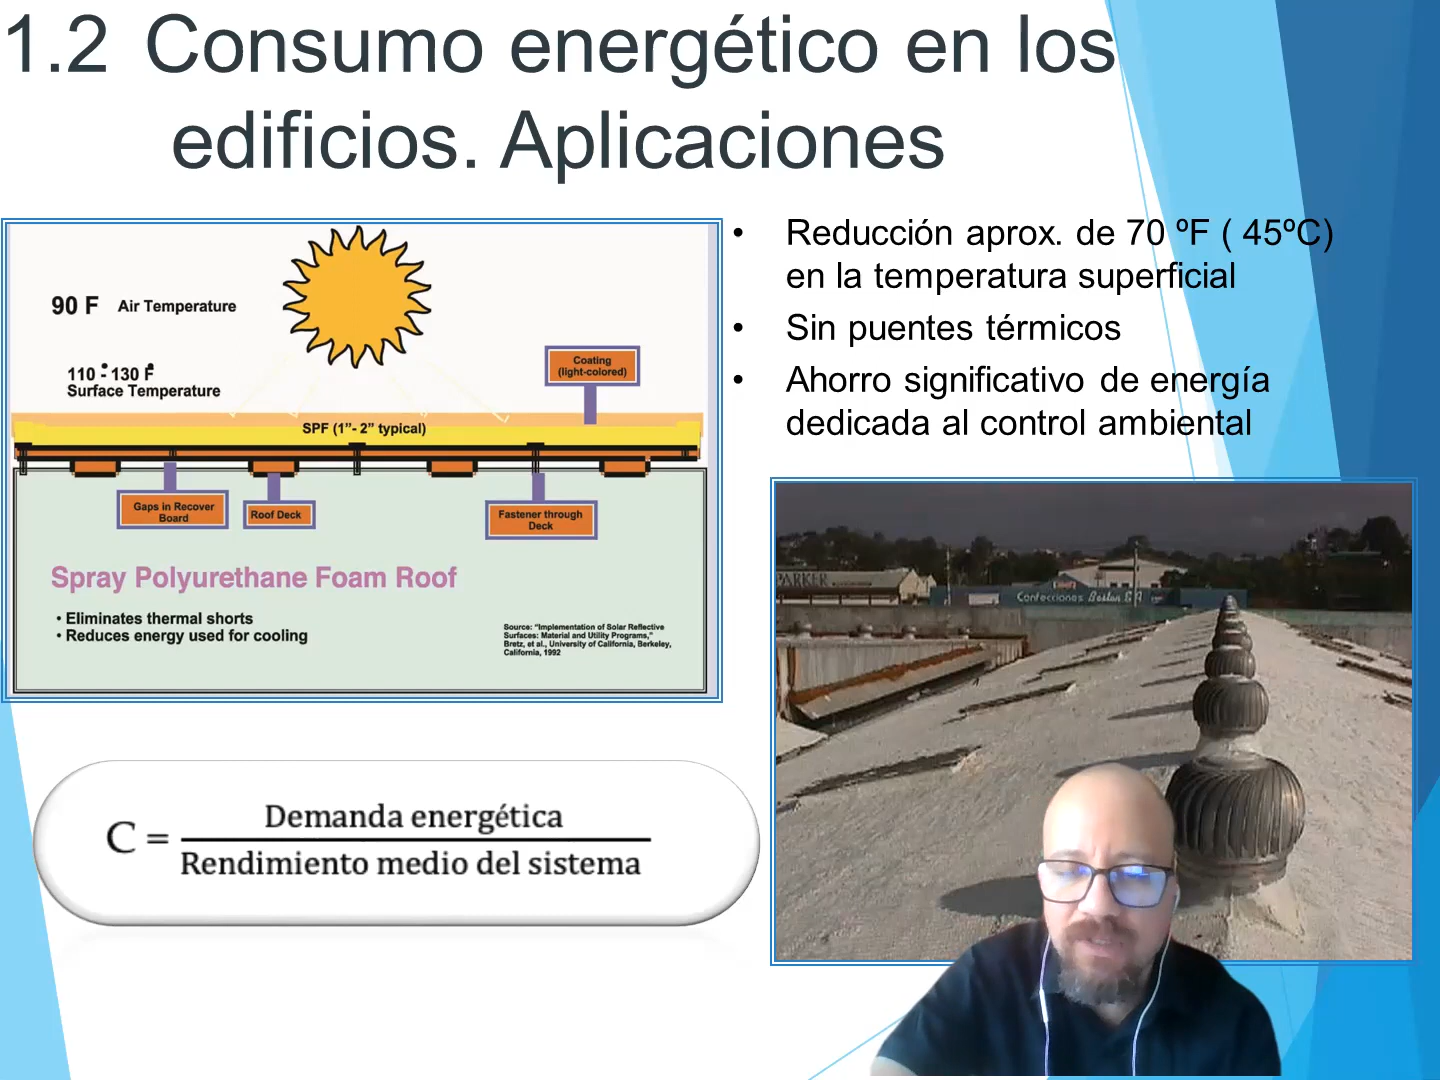 1.2 Consumo energético en los
edificios. Aplicaciones
90 F Air Temperature
110 - 130 F
Surface Temperature
Coating
(light-colored)
SPF (1”- 2” typical)
Gaps in Recover
Board
Roof Deck
Fastener through
Deck
Spray Polyurethane Foam Roof
• Eliminates thermal shorts
• Reduces energy used for cooling
Source: “Implementation of Solar Reflective
Surfaces: Material and Utility Programs,”
Bretz, et al., University of California, Berkeley,
California, 1992
• Reducción aprox. de 70 ºF ( 45ºC)
en la temperatura superficial
• Sin puentes térmicos
• Ahorro significativo de energía
dedicada al control ambiental
PARKER
Confecciones Boston S.A.
C = Demanda energética
Rendimiento medio del sistema